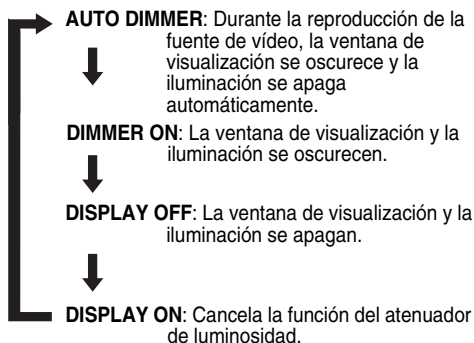 AUTO DIMMER: Durante la reproducción de la
fuente de vídeo, la ventana de
visualización se oscurece y la
iluminación se apaga
automáticamente.
DIMMER ON: La ventana de visualización y la
iluminación se oscurecen.
DISPLAY OFF: La ventana de visualización y la
iluminación se apagan.
DISPLAY ON: Cancela la función del atenuador
de luminosidad.